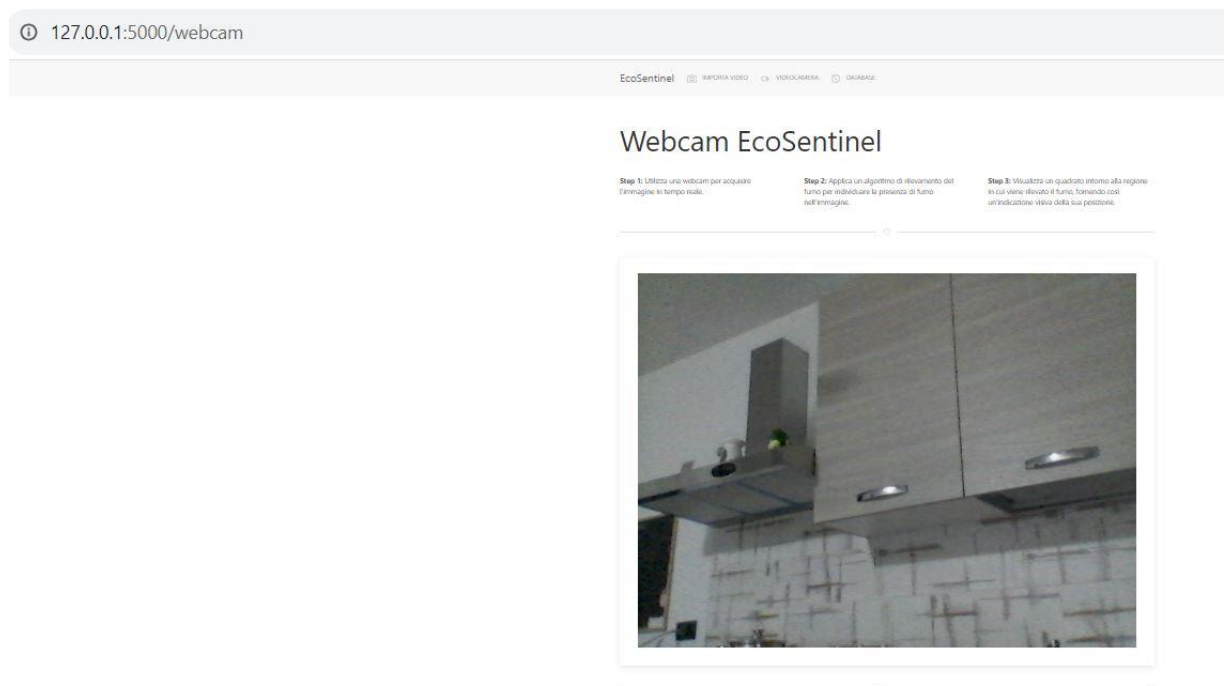 127.0.0.1:5000/webcam
EcoSentinel IMPORTA VIDEO VIDEOCAMERA DATABASE
Webcam EcoSentinel
Step 1: Utilizza una webcam per acquisire
l'immagine in tempo reale.
Step 2: Applica un algoritmo di rilevamento del
fumo per individuare la presenza di fumo
nell'immagine.
Step 3: Visualizza un quadrato intorno alla regione
in cui viene rilevato il fumo, fornendo così
un'indicazione visiva della sua posizione.